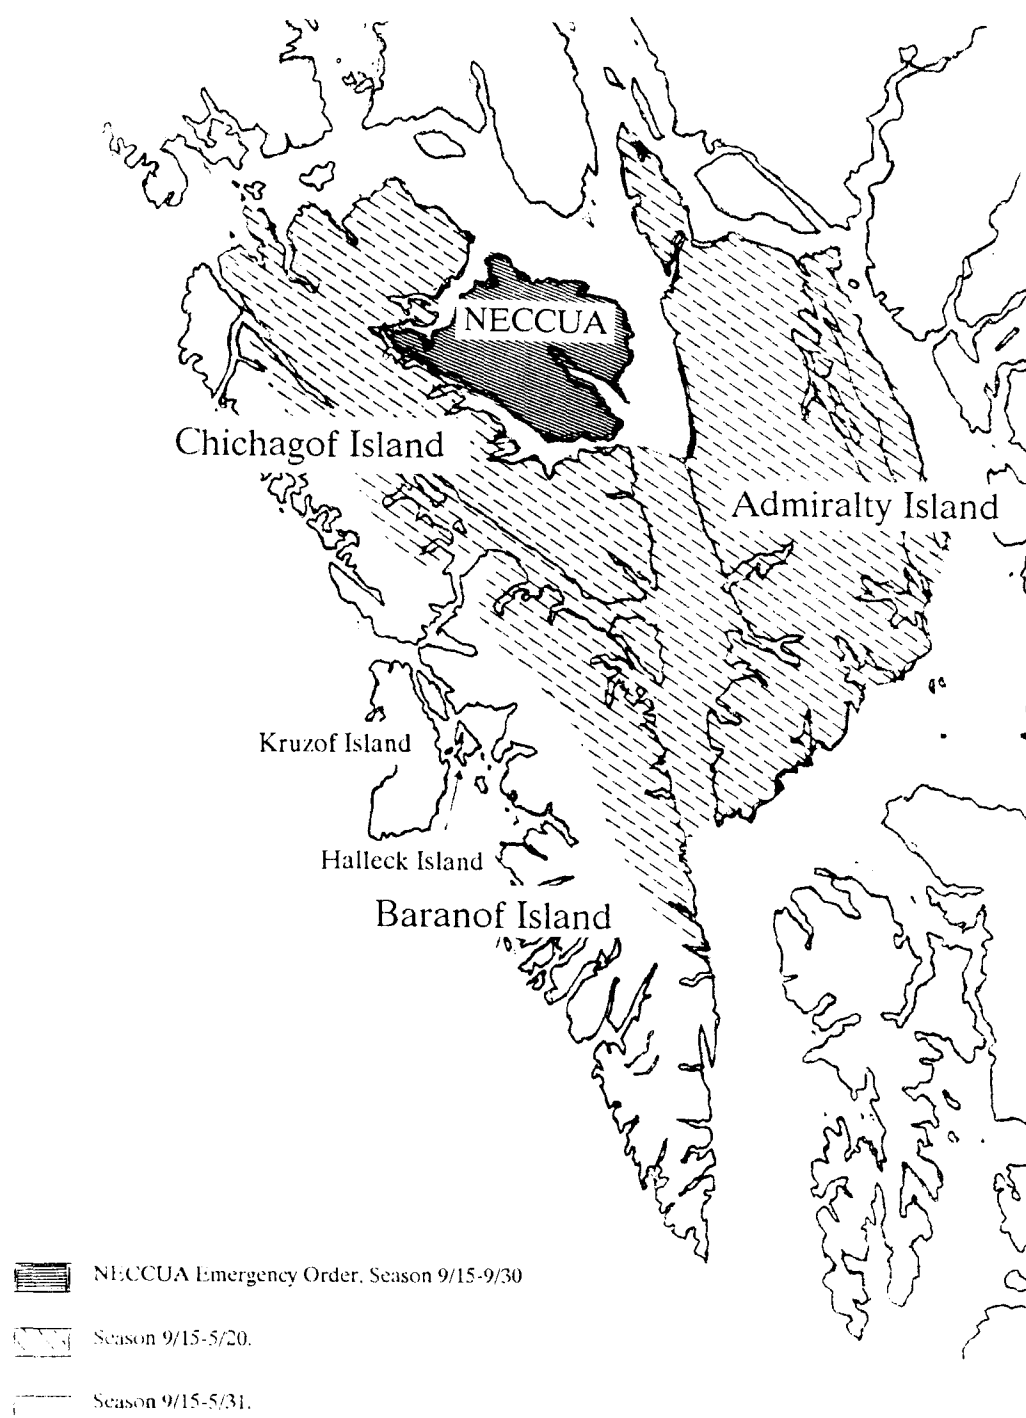 NECCUA
Chichagof Island
Admiralty Island
Kruzof Island
Halleck Island
Baranof Island
NECCUA Emergency Order, Season 9/15-9/30
Season 9/15-5/20.
Season 9/15-5/31.